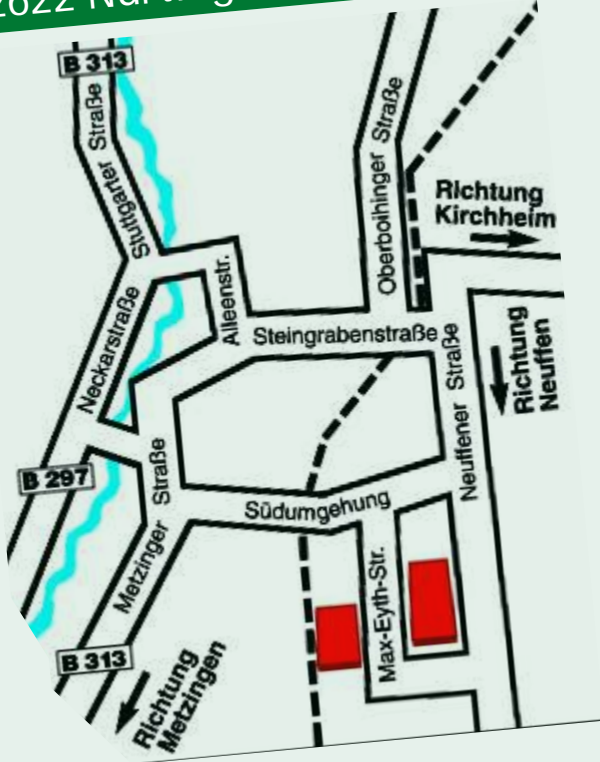 B 313
Stuttgarter Straße
Oberboihinger Straße
Richtung
Kirchheim
Alleenstr.
Neckarstraße
Steingrabenstraße
Richtung
Neuffen
Neuffener Straße
B 297
Metzinger Straße
Südumgehung
Max-Eyth-Str.
B 313
Richtung
Metzingen